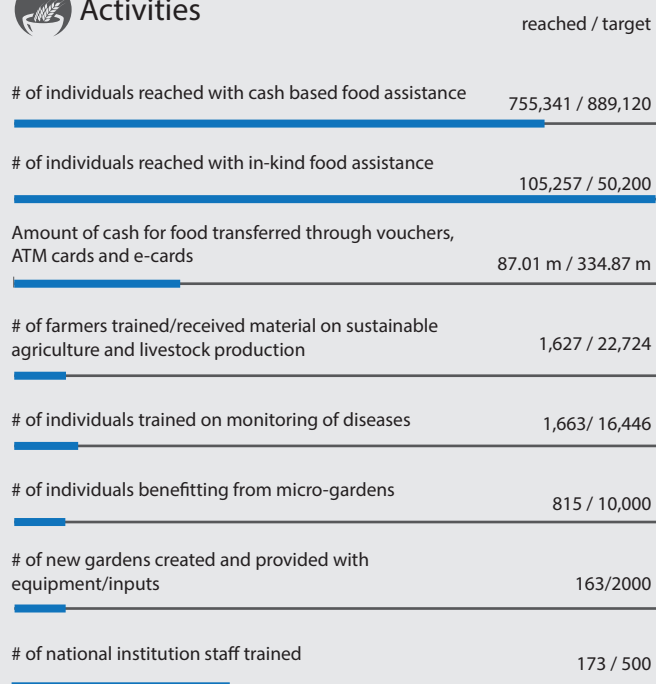 Activities
reached / target
# of individuals reached with cash based food assistance
755,341 / 889,120
# of individuals reached with in-kind food assistance
105,257 / 50,200
Amount of cash for food transferred through vouchers,
ATM cards and e-cards
87.01 m / 334.87 m
# of farmers trained/received material on sustainable
agriculture and livestock production
1,627 / 22,724
# of individuals trained on monitoring of diseases
1,663/ 16,446
# of individuals benefitting from micro-gardens
815 / 10,000
# of new gardens created and provided with
equipment/inputs
163/2000
# of national institution staff trained
173 / 500